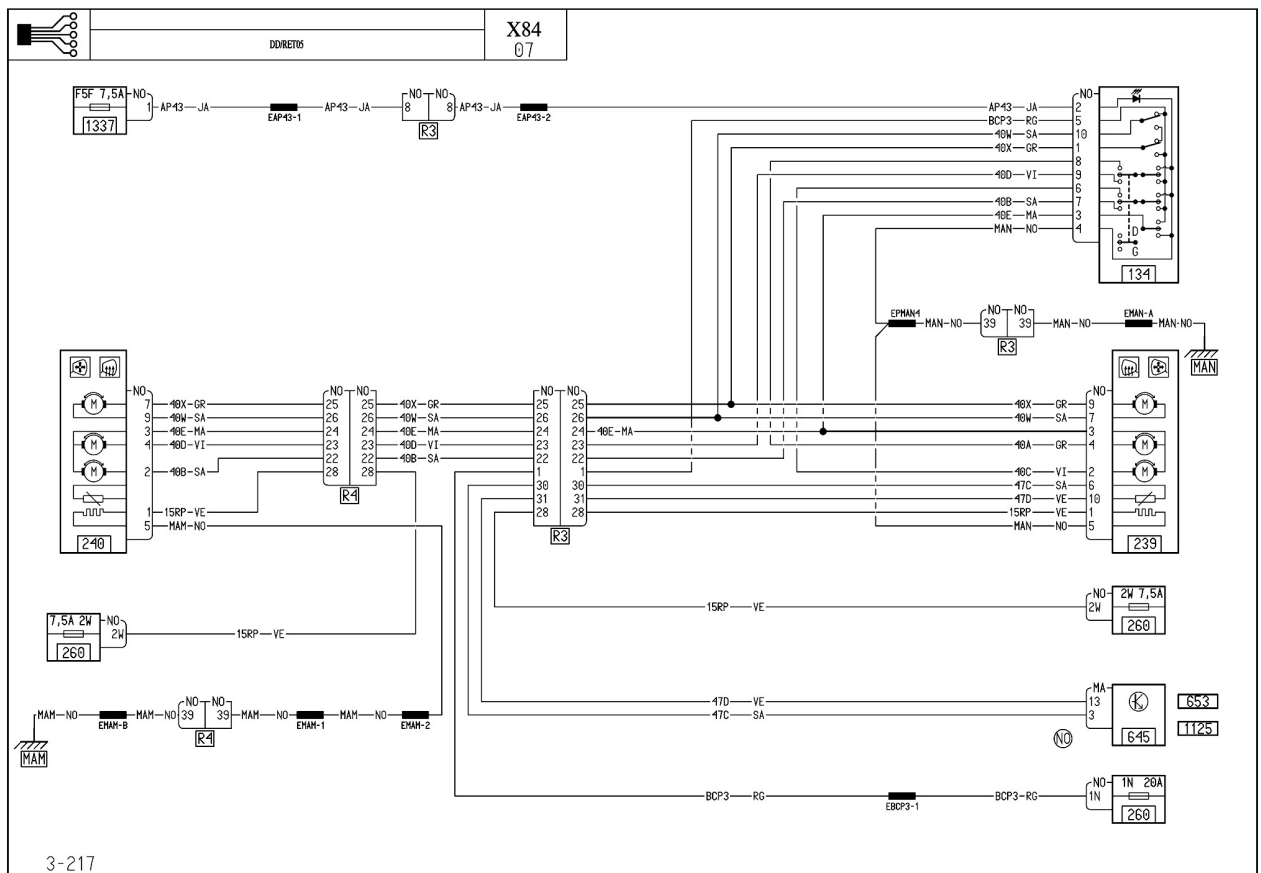 DD/RET05
X84
07
F5F 7,5A
NO
1
1337
AP43 JA
EAP43-1
AP43 JA
NO NO
8 8
R3
AP43 JA
EAP43-2
AP43 JA
BCP3 RG
40W SA
40X GR
40D VI
40B SA
40E MA
MAN NO
NO
2
5
10
1
8
9
6
7
3
4
D
G
134
EPMAN4
MAN-NO
NO NO
39 39
R3
MAN-NO
EMAN-A
MAN-NO
MAN
M
M
M
240
NO
7 40X-GR
9 40W-SA
3 40E-MA
4 40D-VI
2 40B-SA
1 15RP-VE
5 MAM-NO
NO NO
25 25
26 26
24 24
23 23
22 22
28 28
R4
40X-GR
40W-SA
40E-MA
40D-VI
40B-SA
NO NO
25 25
26 26
24 24
23 23
22 22
1 1
30 30
31 31
28 28
R3
40E-MA
40X GR
40W SA
40A GR
40C VI
47C SA
47D VE
15RP VE
MAN NO
NO
9
7
3
4
2
6
10
1
5
M
M
M
239
7,5A 2W
NO
2W
260
15RP VE
15RP VE
NO
2W
2W 7,5A
260
MAM NO
EMAM-B
MAM NO
NO NO
39 39
R4
MAM NO
EMAM-1
MAM NO
EMAM-2
MAM
47D VE
47C SA
MA
13
3
645
653
1125
NO
BCP3 RG
EBCP3-1
BCP3-RG
NO
1N
1N 20A
260
3-217